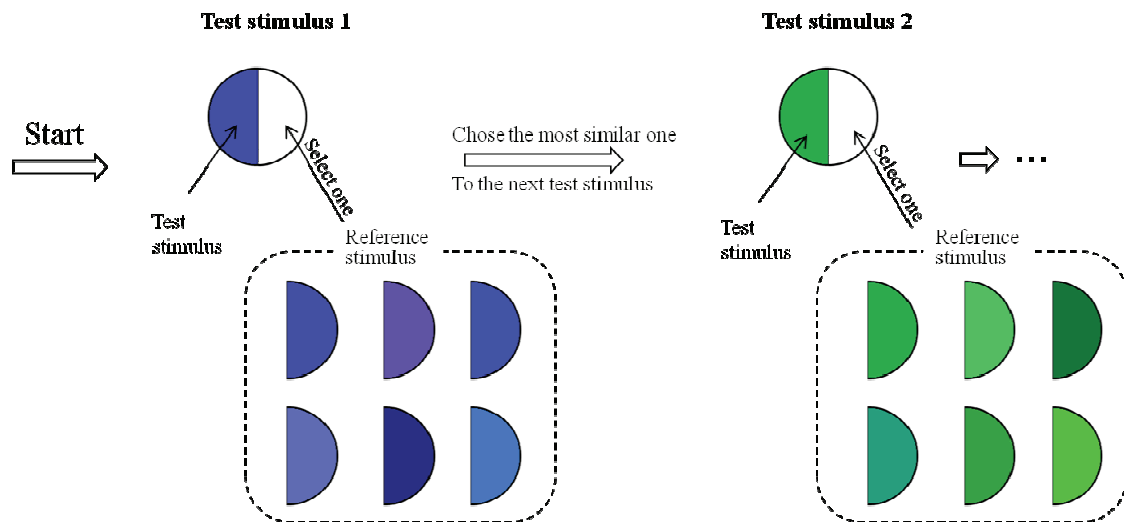 Test stimulus 1
Start
Select one
Test
stimulus
Reference
stimulus
Chose the most similar one
To the next test stimulus
Test stimulus 2
Select one
Test
stimulus
Reference
stimulus
...